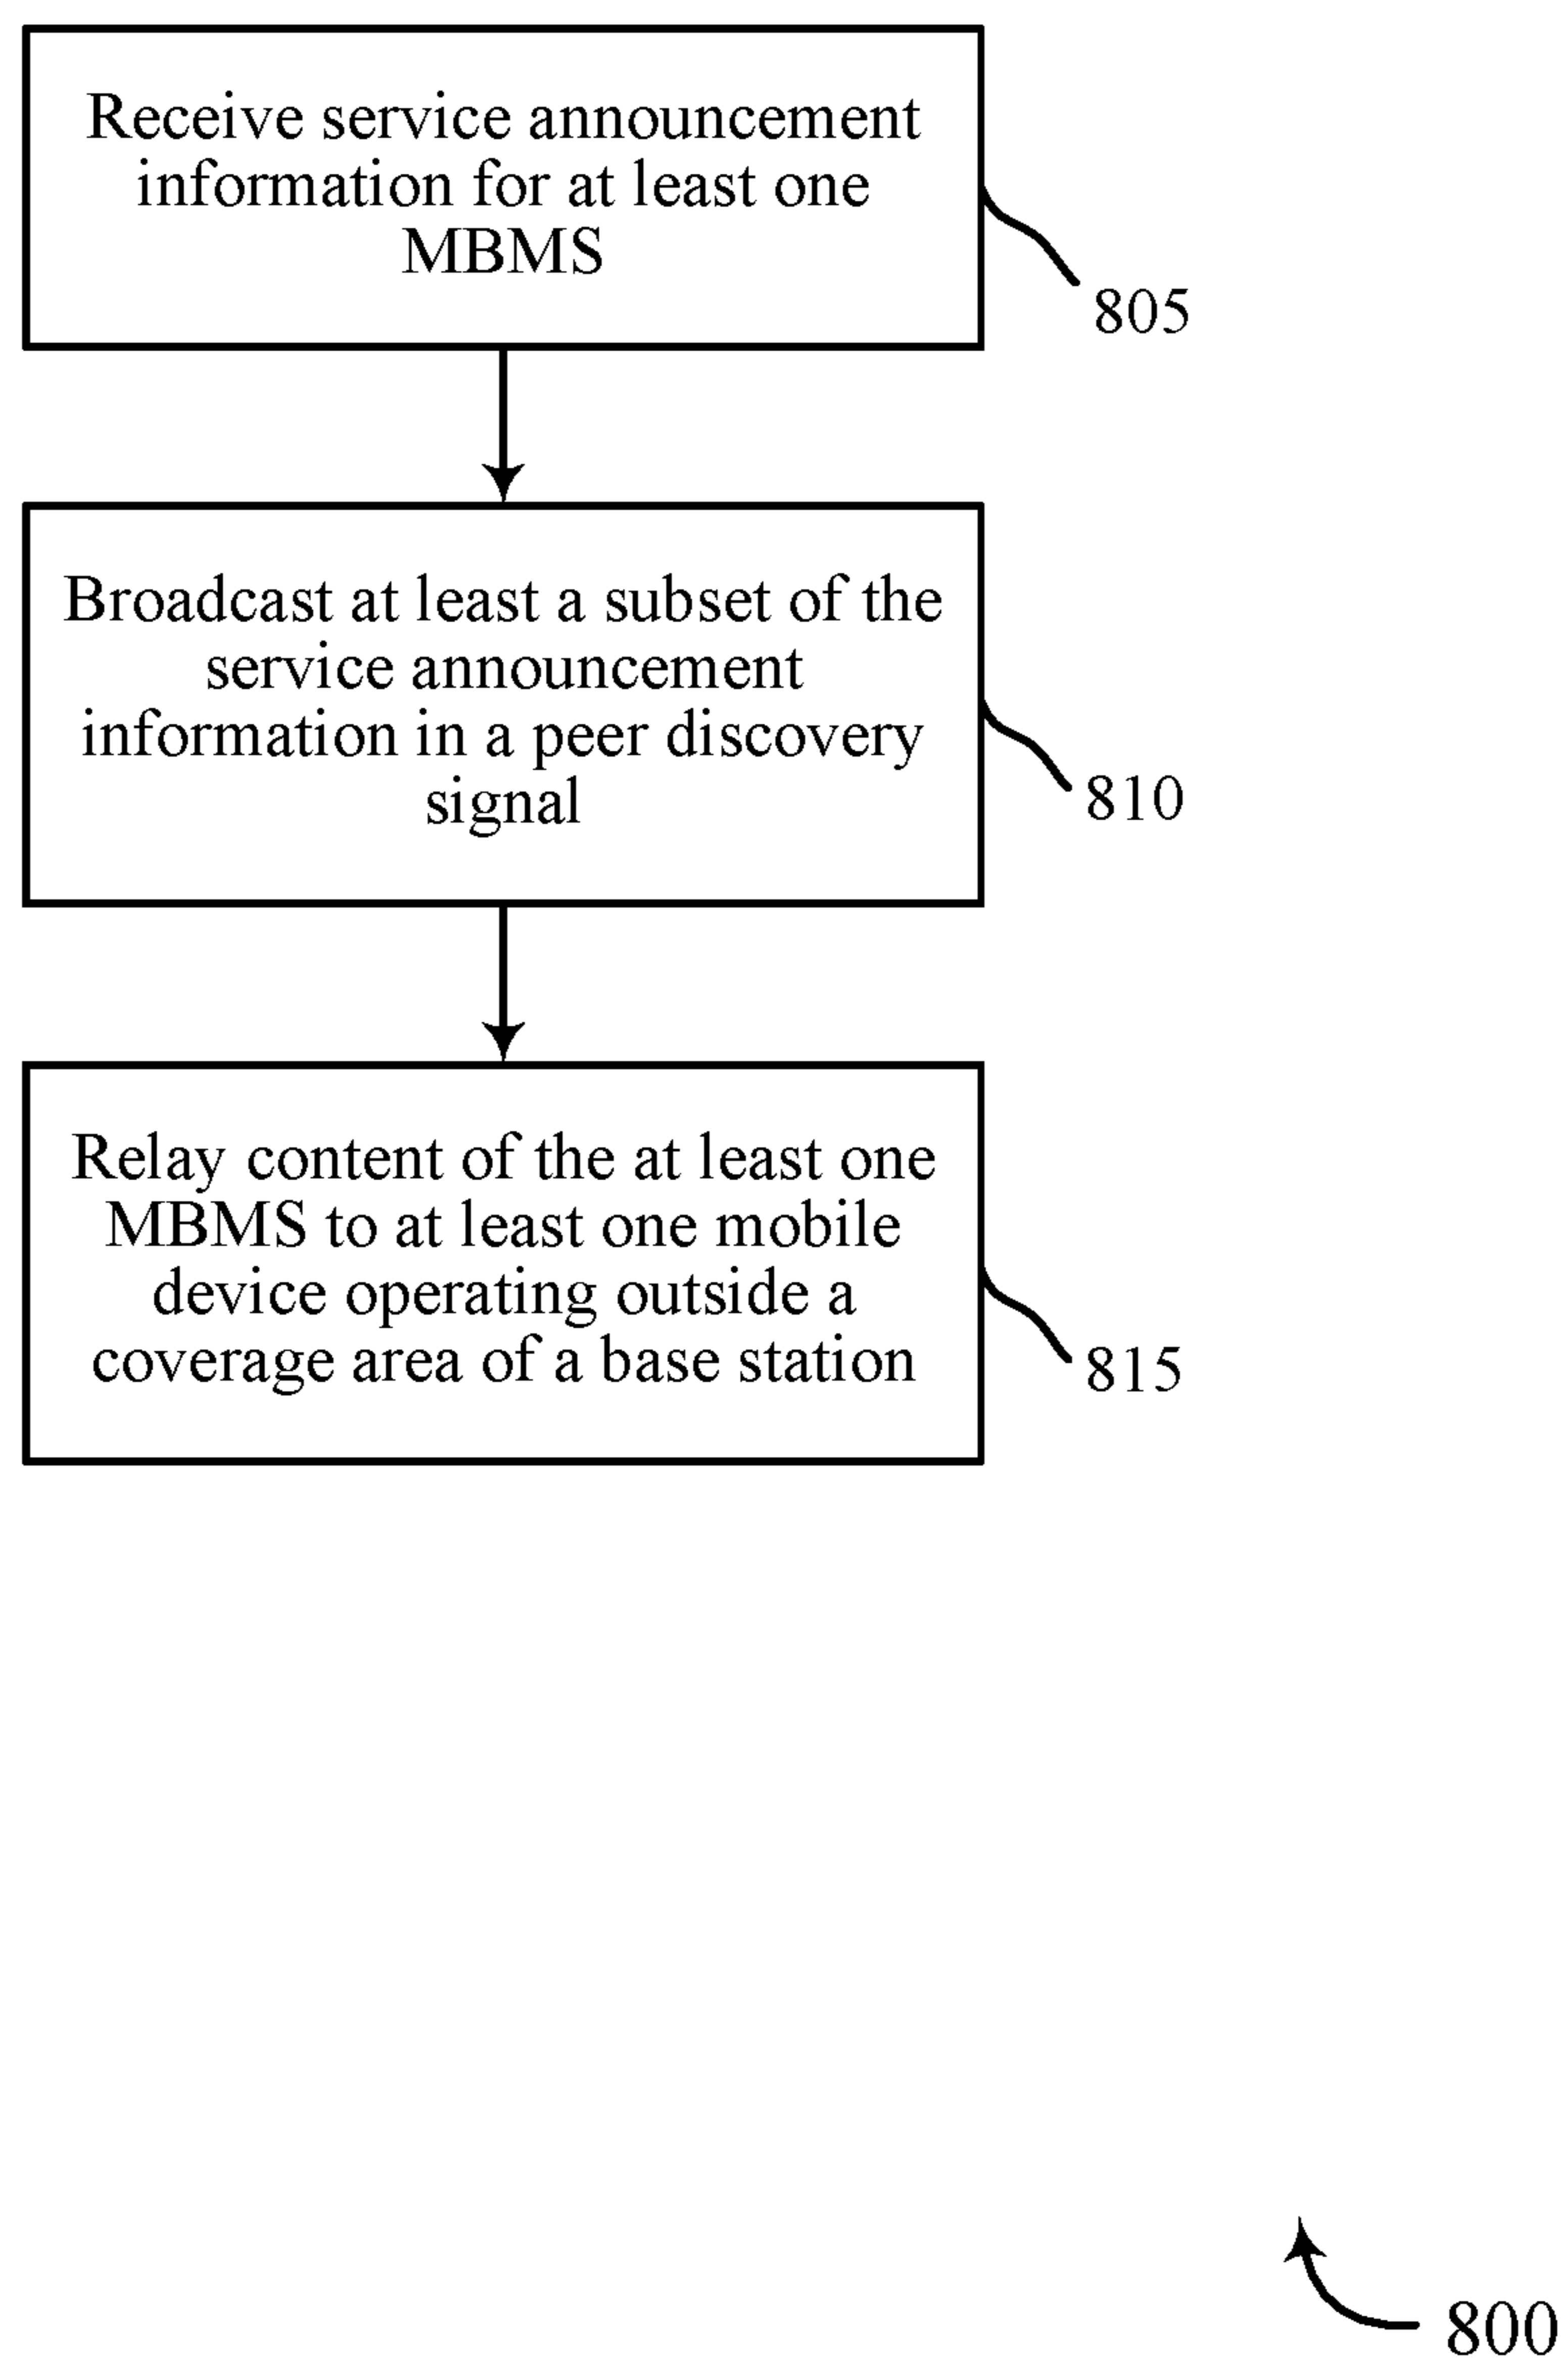 Receive service announcement
information for at least one
MBMS
805
Broadcast at least a subset of the
service announcement
information in a peer discovery
signal
810
Relay content of the at least one
MBMS to at least one mobile
device operating outside a
coverage area of a base station
815
800